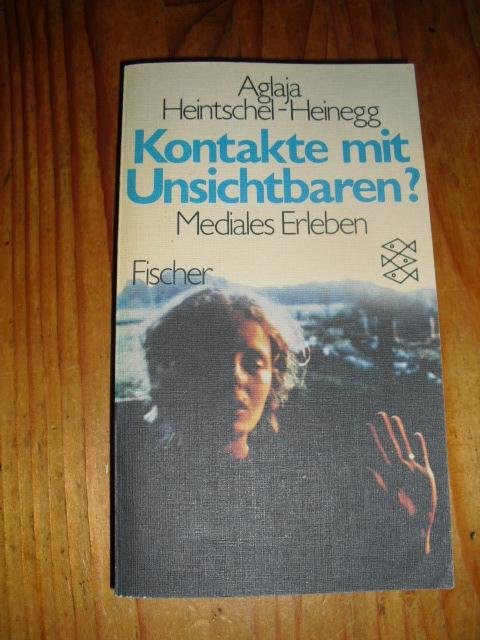 Aglaja
Heintschel-Heinegg
Kontakte mit
Unsichtbaren?
Mediales Erleben
Fischer